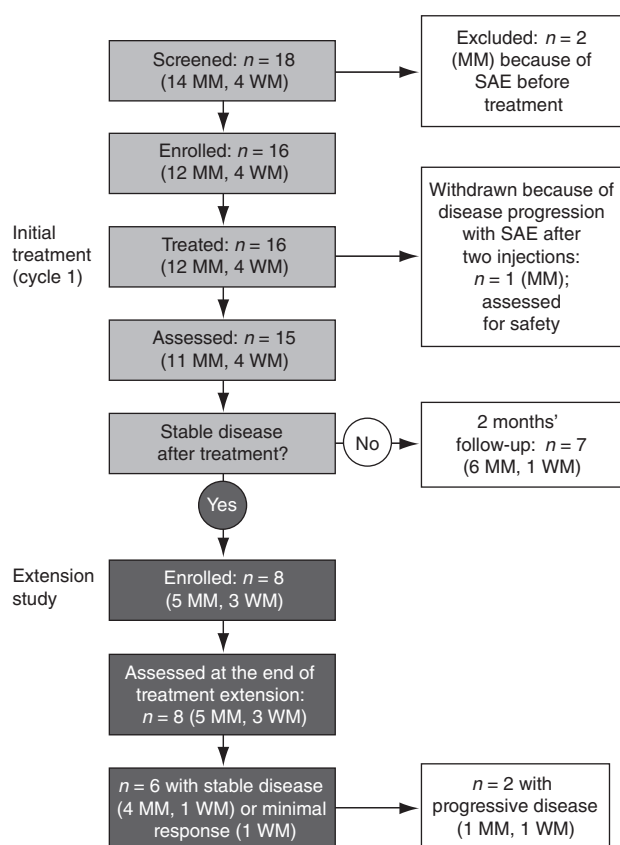 Screened: n = 18
(14 MM, 4 WM)
Excluded: n = 2
(MM) because of
SAE before
treatment
Enrolled: n = 16
(12 MM, 4 WM)
Initial
treatment
(cycle 1)
Treated: n = 16
(12 MM, 4 WM)
Withdrawn because of
disease progression
with SAE after
two injections:
n = 1 (MM);
assessed
for safety
Assessed: n = 15
(11 MM, 4 WM)
Stable disease
after treatment?
No
2 months'
follow-up: n = 7
(6 MM, 1 WM)
Yes
Extension
study
Enrolled: n = 8
(5 MM, 3 WM)
Assessed at the end of
treatment extension:
n = 8 (5 MM, 3 WM)
n = 6 with stable disease
(4 MM, 1 WM) or minimal
response (1 WM)
n = 2 with
progressive disease
(1 MM, 1 WM)